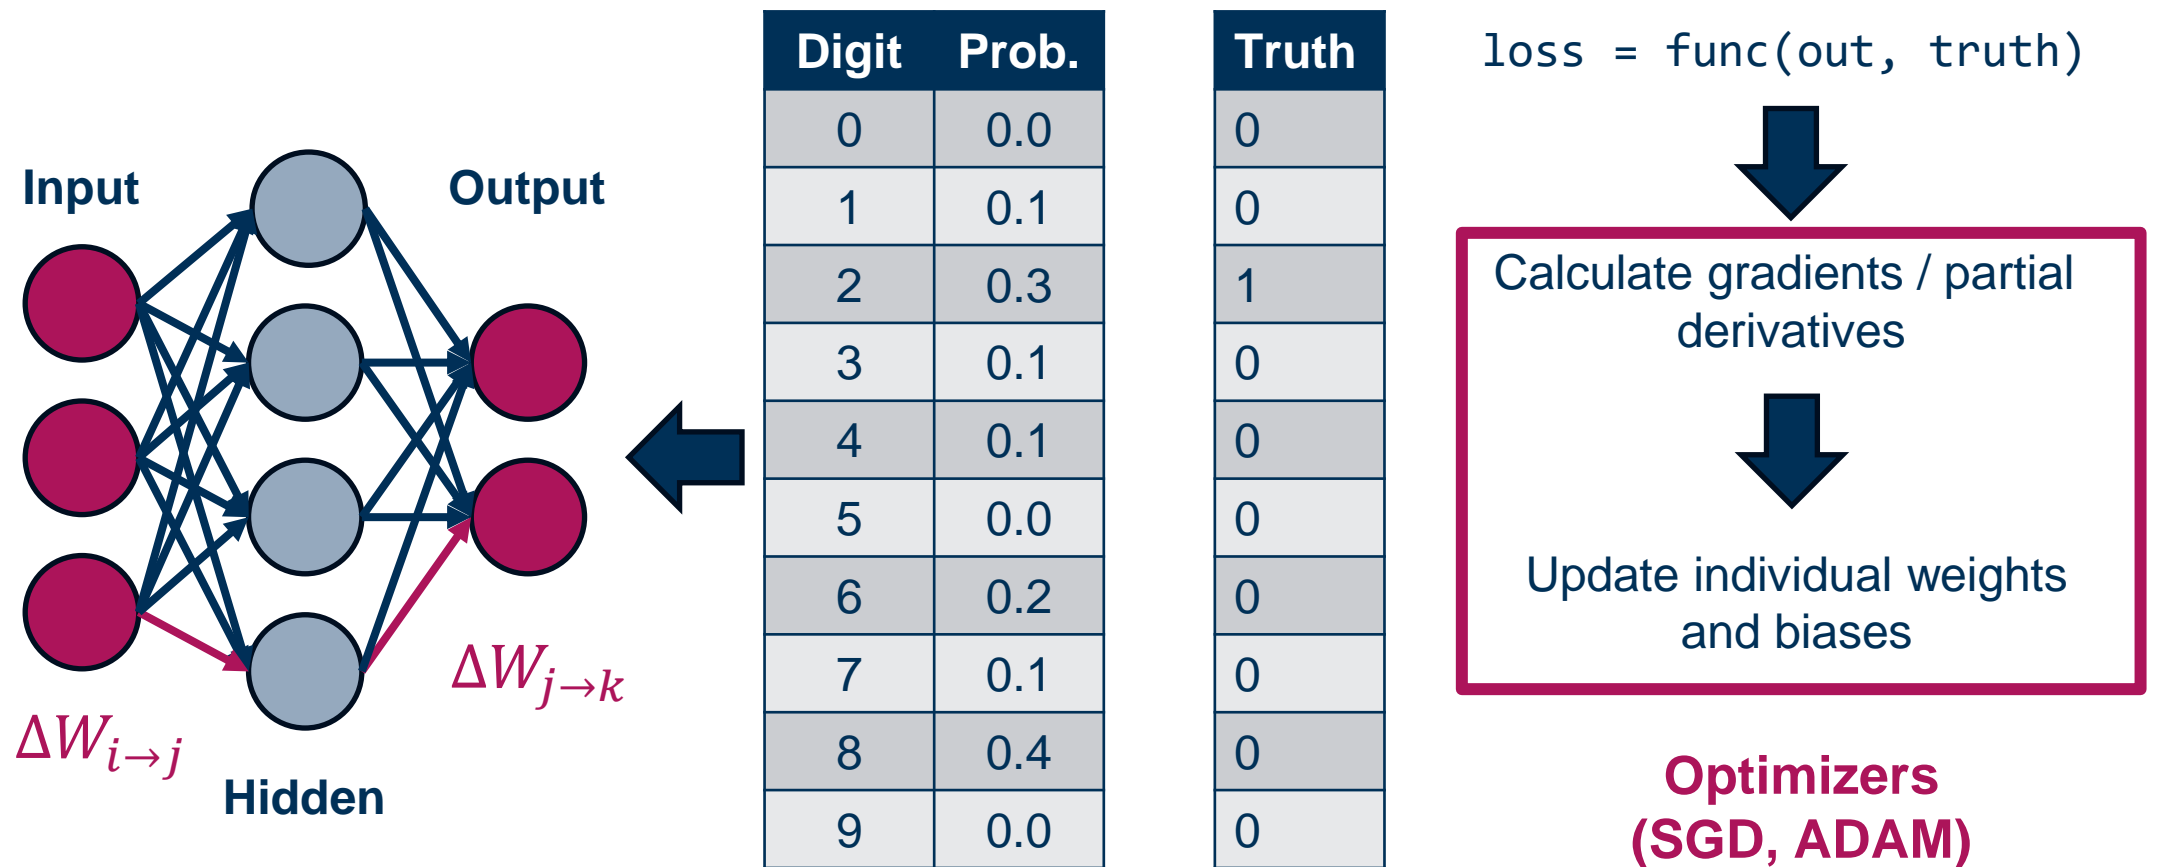 Input
Output
Hidden
ΔW_{i→j}
ΔW_{j→k}
Digit Prob.
0 0.0
1 0.1
2 0.3
3 0.1
4 0.1
5 0.0
6 0.2
7 0.1
8 0.4
9 0.0
Truth
0
0
1
0
0
0
0
0
0
0
loss = func(out, truth)
Calculate gradients / partial
derivatives
Update individual weights
and biases
Optimizers
(SGD, ADAM)